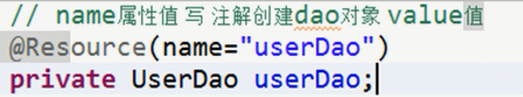 // name属性值 写 注解创建dao对象 value值
@Resource(name="userDao")
private UserDao userDao;